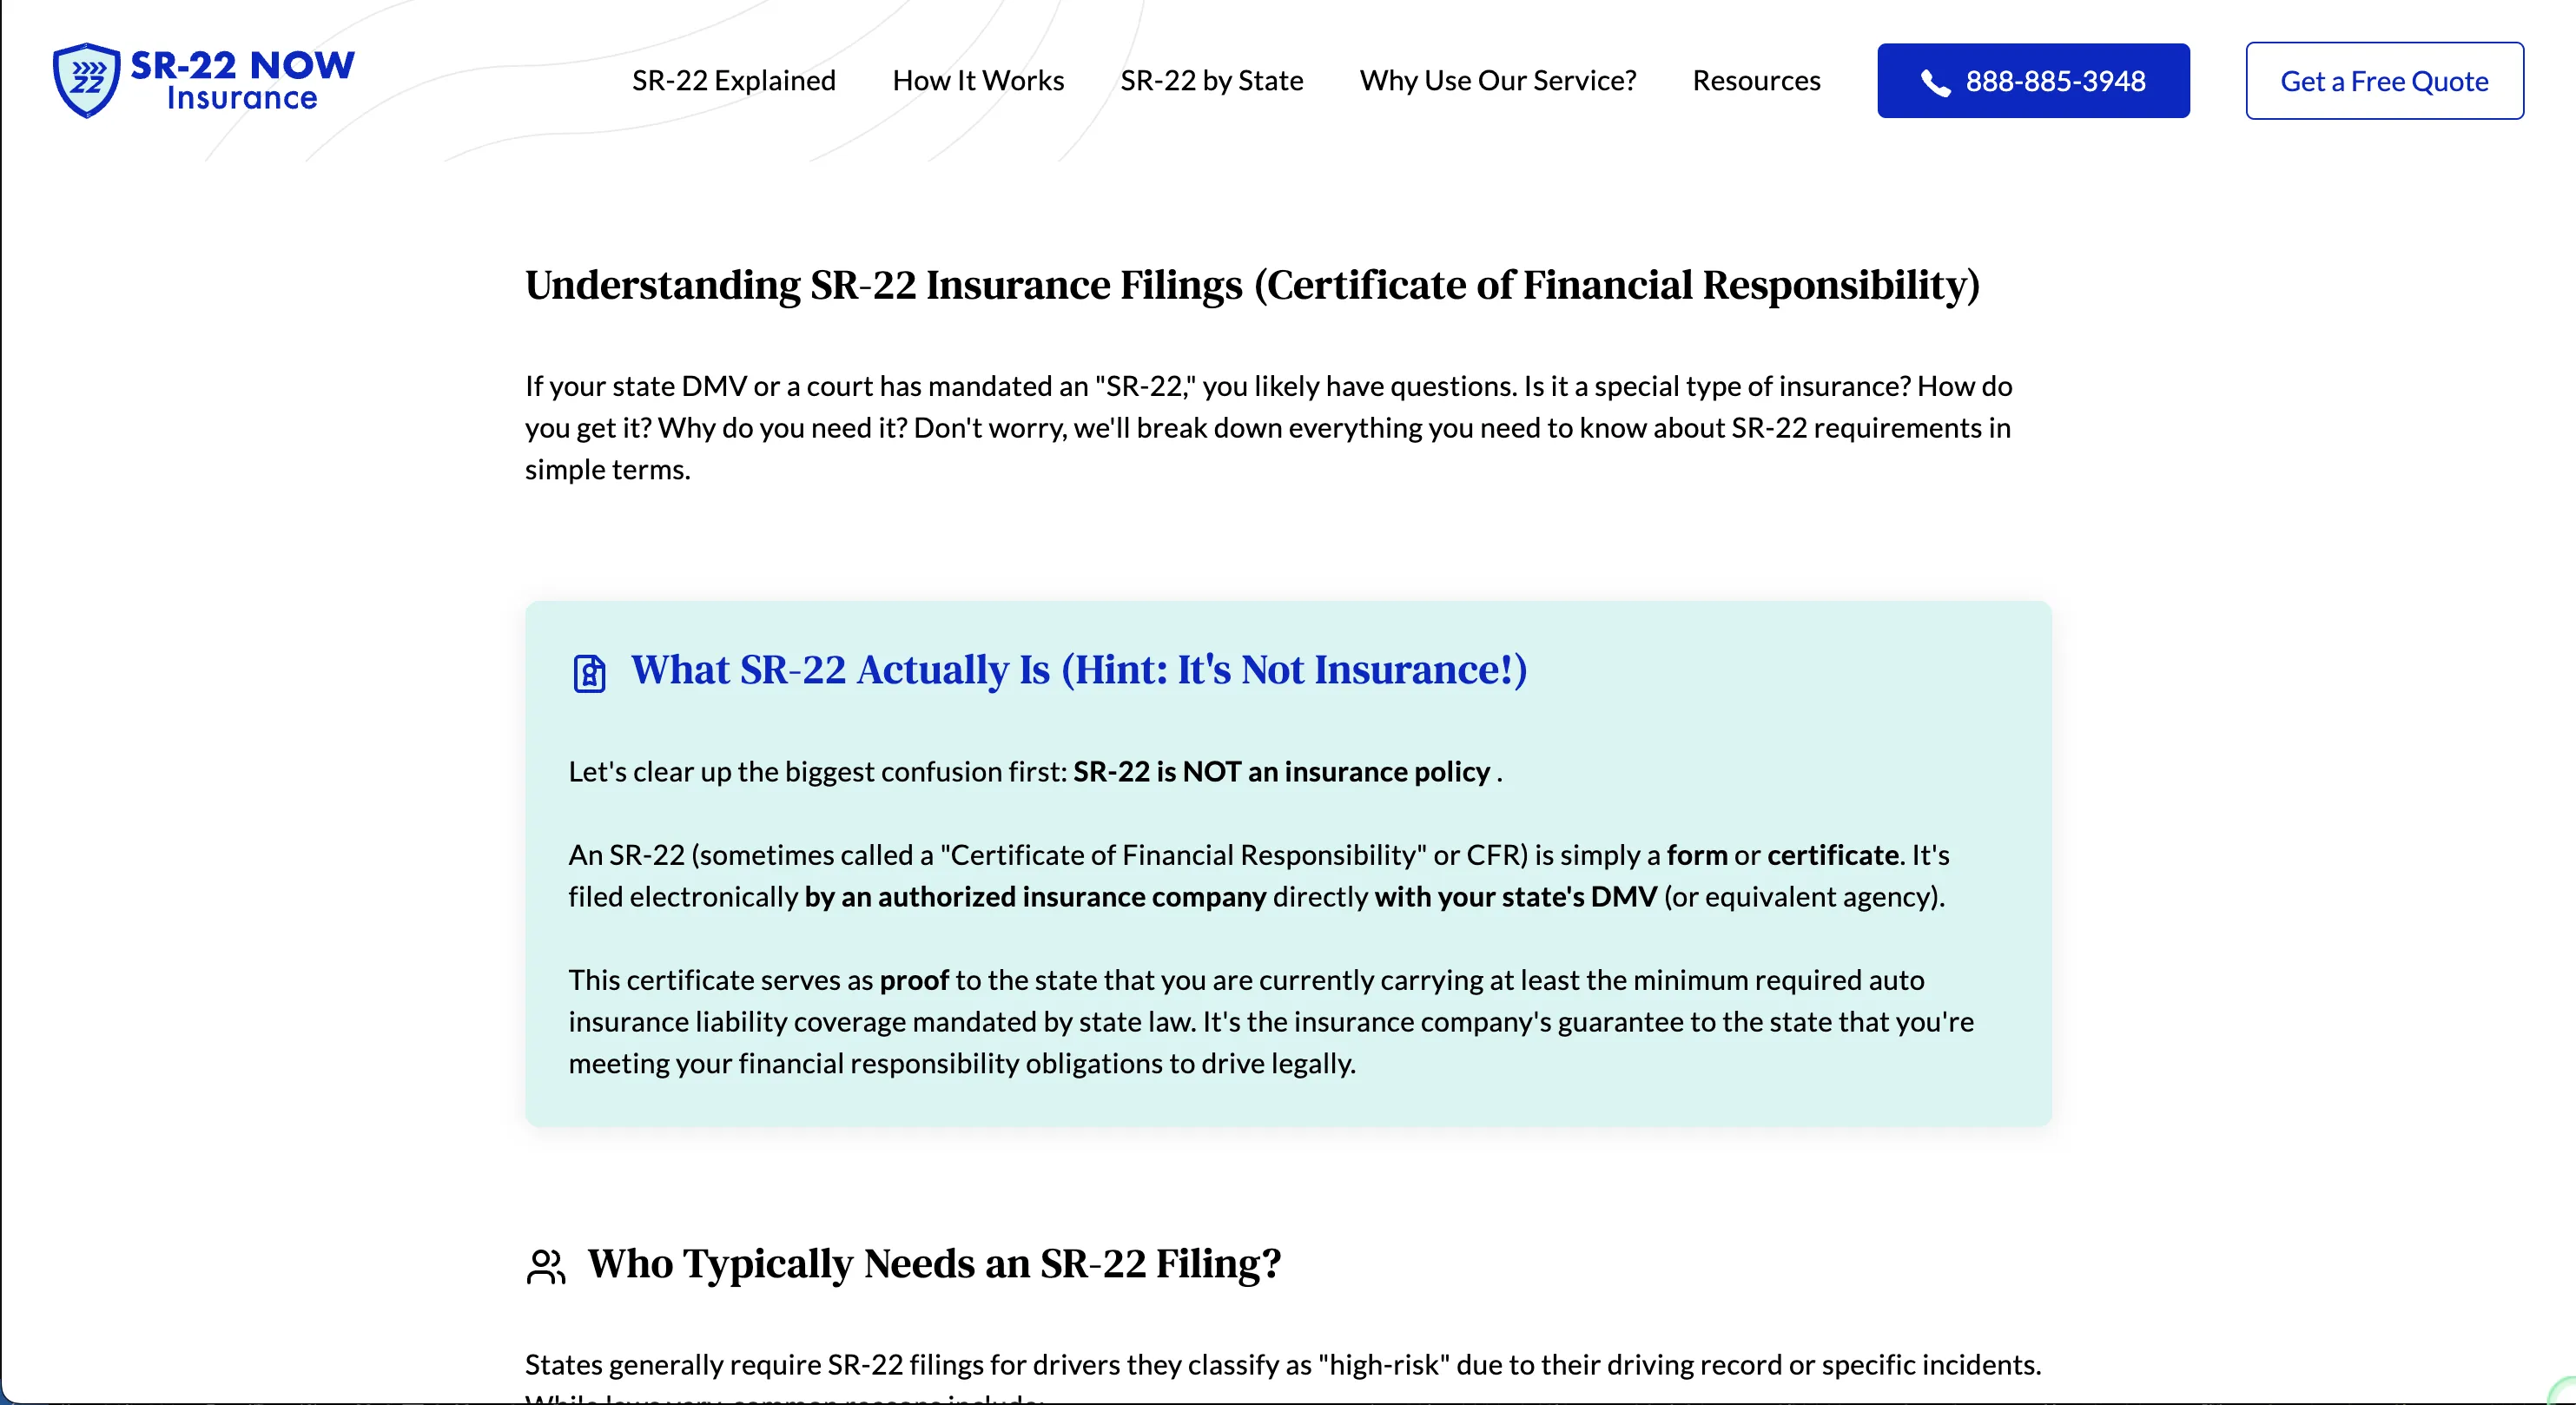 22
SR-22 NOW
Insurance
SR-22 Explained
How It Works
SR-22 by State
Why Use Our Service?
Resources
888-885-3948
Get a Free Quote
Understanding SR-22 Insurance Filings (Certificate of Financial Responsibility)
If your state DMV or a court has mandated an "SR-22," you likely have questions. Is it a special type of insurance? How do
you get it? Why do you need it? Don't worry, we'll break down everything you need to know about SR-22 requirements in
simple terms.
What SR-22 Actually Is (Hint: It's Not Insurance!)
Let's clear up the biggest confusion first: SR-22 is NOT an insurance policy .
An SR-22 (sometimes called a "Certificate of Financial Responsibility" or CFR) is simply a form or certificate. It's
filed electronically by an authorized insurance company directly with your state's DMV (or equivalent agency).
This certificate serves as proof to the state that you are currently carrying at least the minimum required auto
insurance liability coverage mandated by state law. It's the insurance company's guarantee to the state that you're
meeting your financial responsibility obligations to drive legally.
Who Typically Needs an SR-22 Filing?
States generally require SR-22 filings for drivers they classify as "high-risk" due to their driving record or specific incidents.
While laws vary, common reasons include: